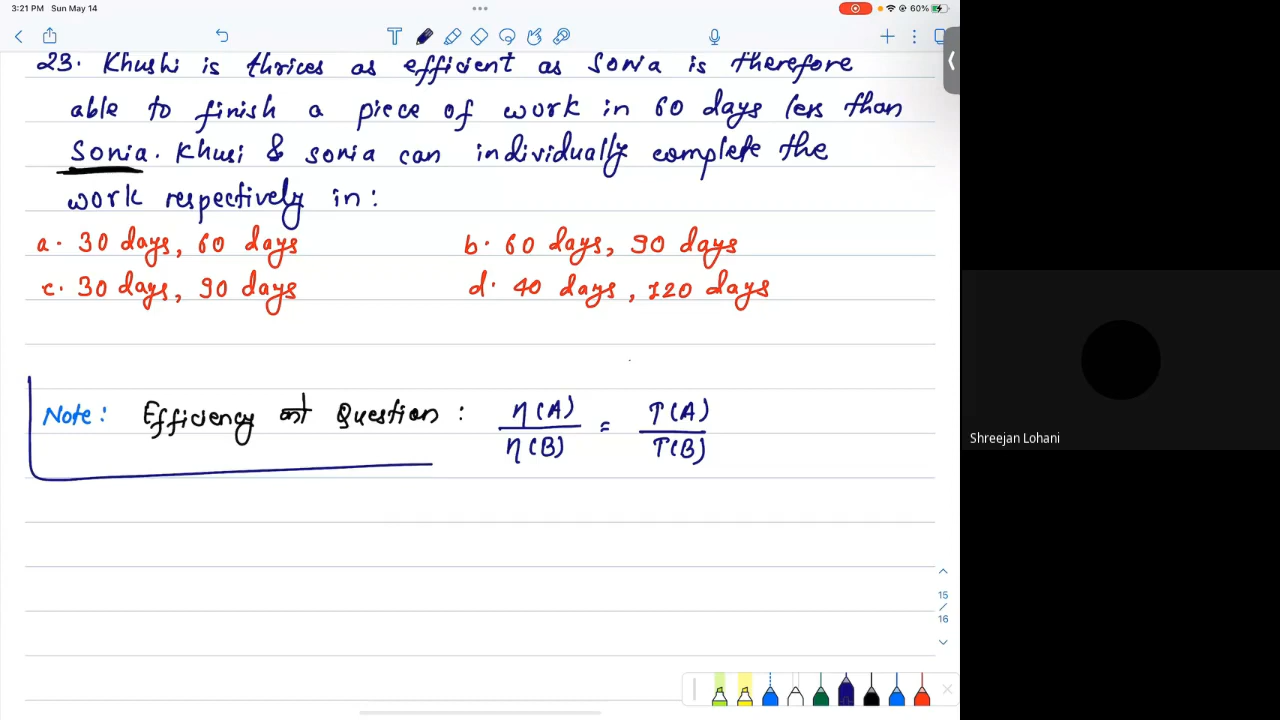 3:21 PM Sun May 14
60%
23. Khushi is thrices as efficient as Sonia is therefore
able to finish a piece of work in 60 days less than
Sonia. Khusi & sonia can individually complete the
work respectively in:
a. 30 days, 60 days
b. 60 days, 90 days
c. 30 days, 90 days
d. 40 days, 120 days
Note: Efficiency Question: η(A)/η(B) = T(A)/T(B)
Shreejan Lohani
15
/
16